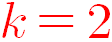 k = 2